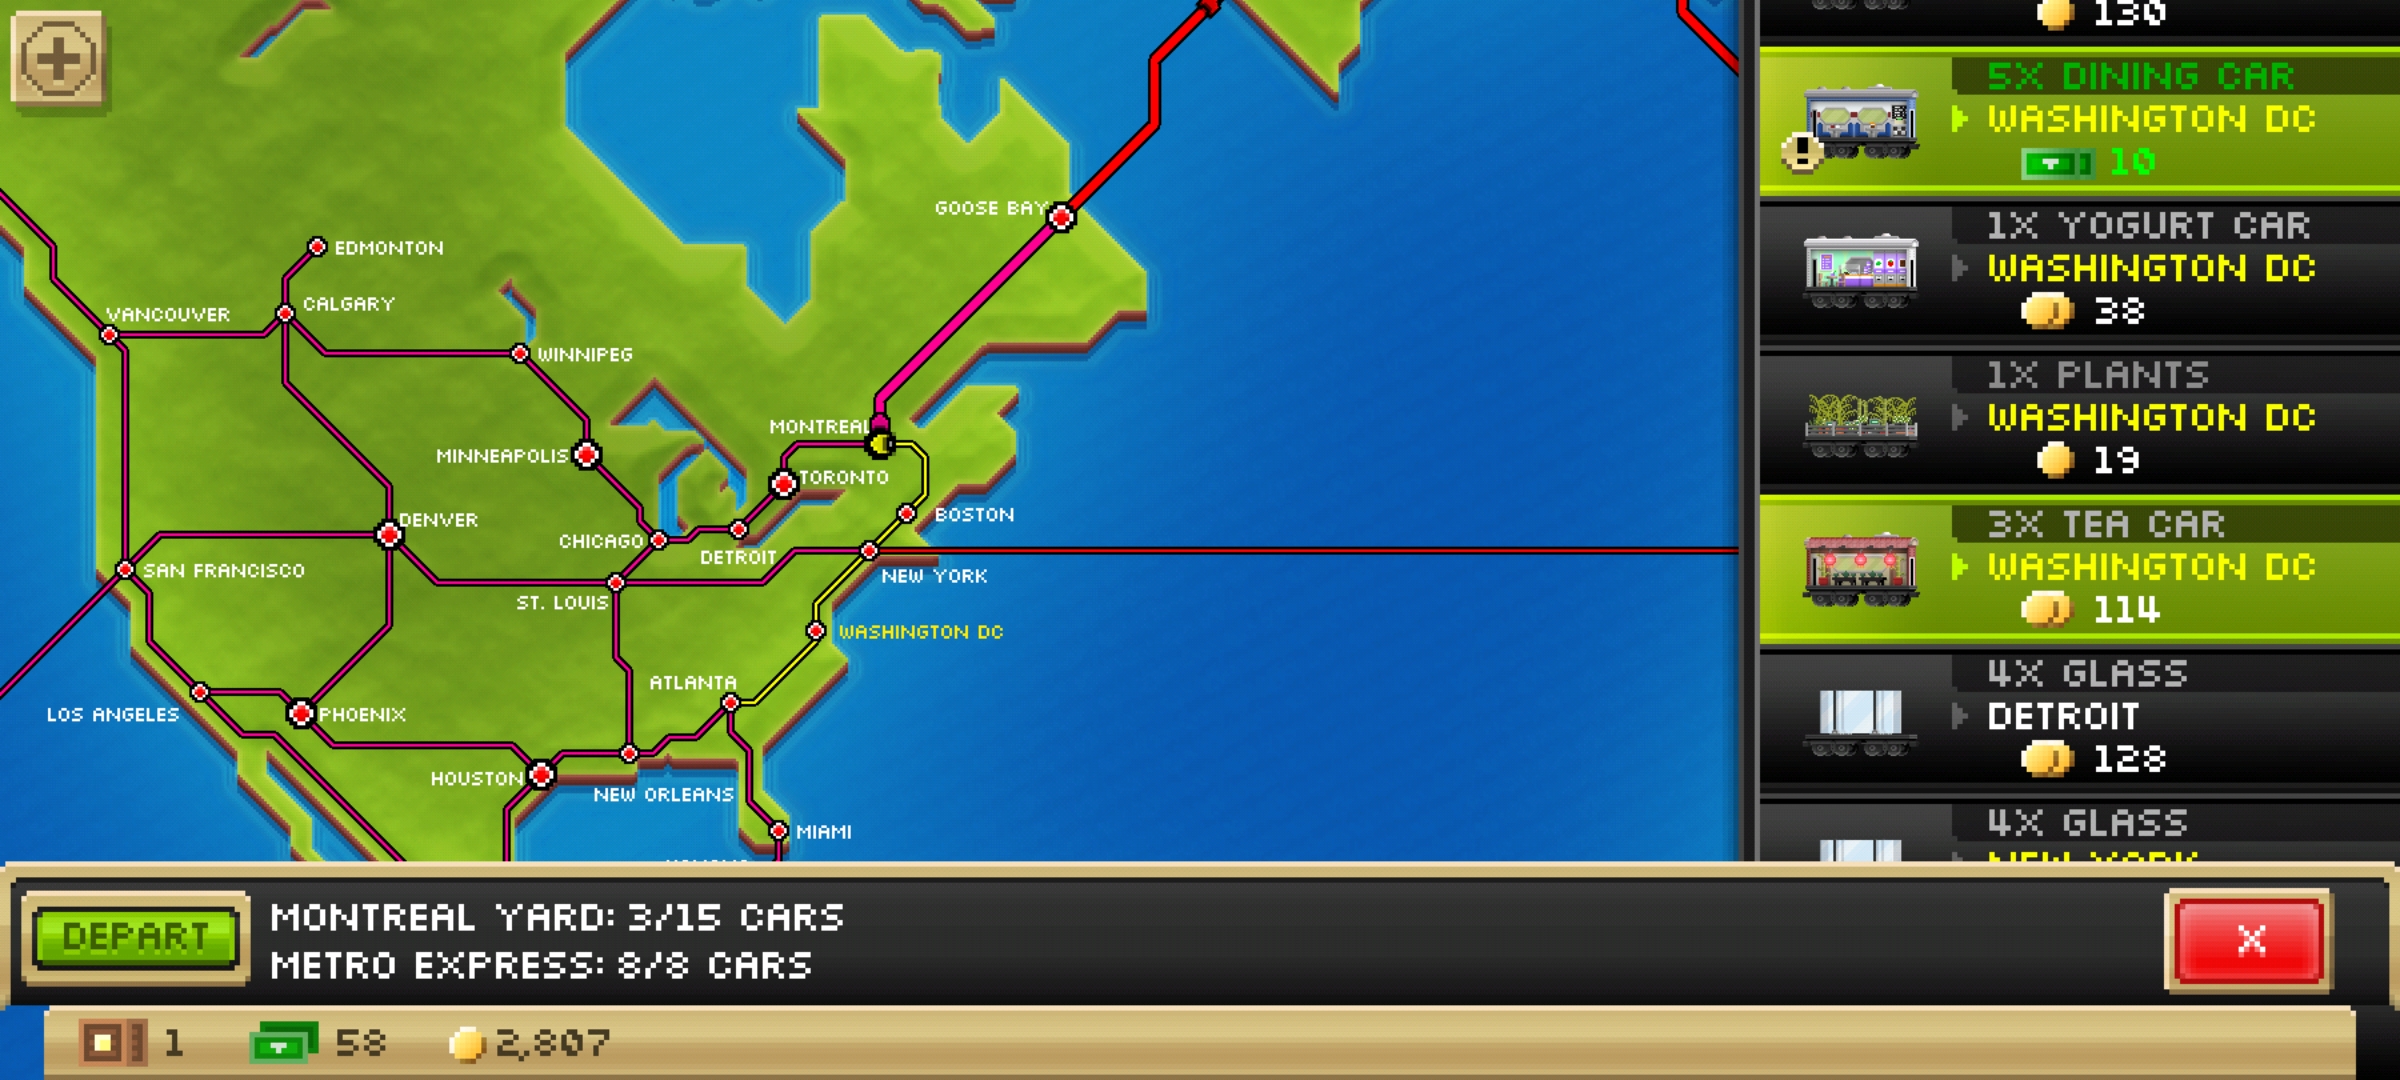 130
5X DINING CAR
WASHINGTON DC
10
1X YOGURT CAR
WASHINGTON DC
38
1X PLANTS
WASHINGTON DC
19
3X TEA CAR
WASHINGTON DC
114
4X GLASS
DETROIT
128
4X GLASS
NEW YORK
GOOSE BAY
EDMONTON
CALGARY
VANCOUVER
WINNIPEG
MONTREAL
MINNEAPOLIS
TORONTO
BOSTON
DENVER
CHICAGO
DETROIT
SAN FRANCISCO
NEW YORK
ST. LOUIS
WASHINGTON DC
ATLANTA
LOS ANGELES
PHOENIX
HOUSTON
NEW ORLEANS
MIAMI
DEPART
MONTREAL YARD: 3/15 CARS
METRO EXPRESS: 8/8 CARS
X
1
58
2,807